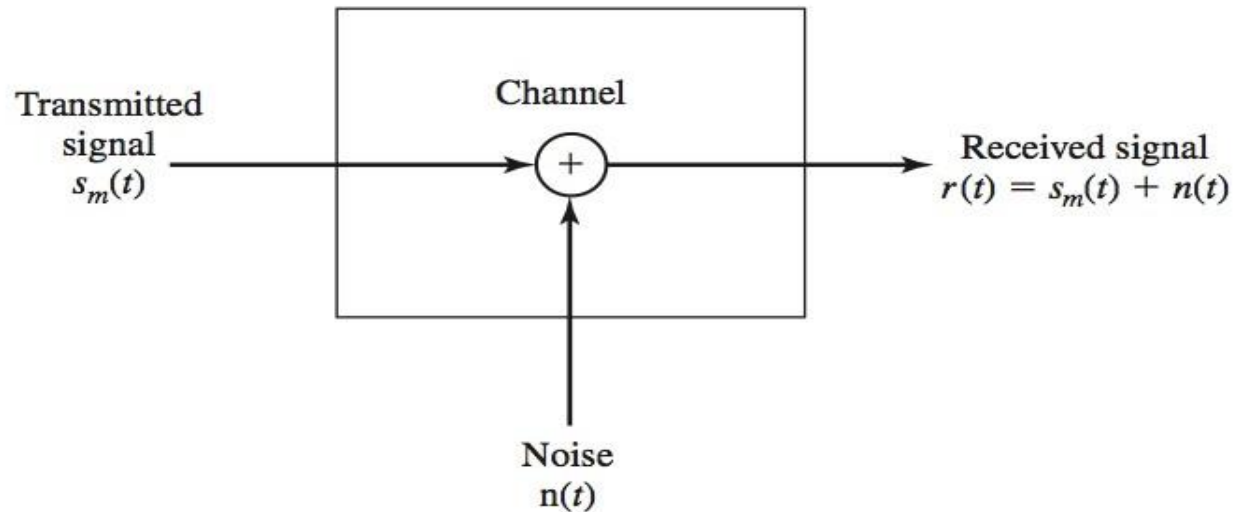 Channel
Transmitted
signal
s_m(t)
+
Received signal
r(t) = s_m(t) + n(t)
Noise
n(t)